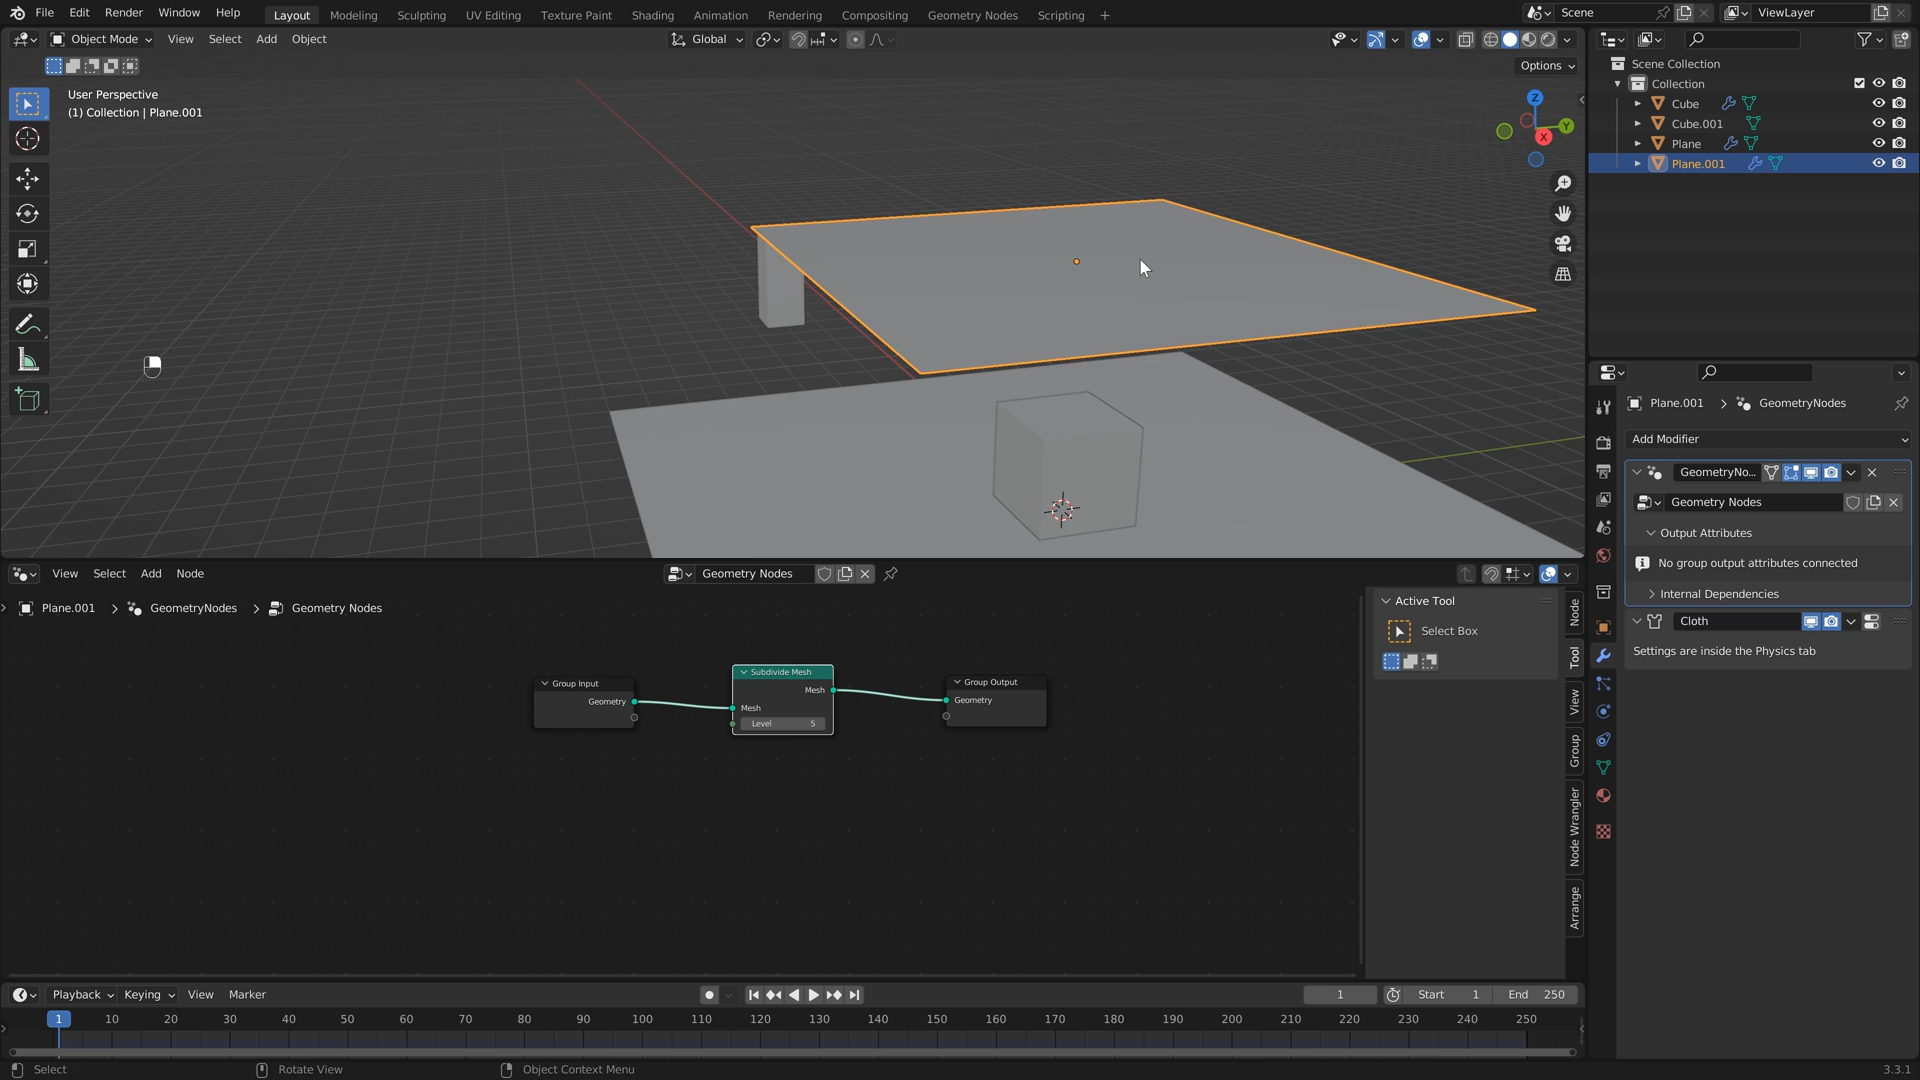 File Edit Render Window Help Layout Modeling Sculpting UV Editing Texture Paint Shading Animation Rendering Compositing Geometry Nodes Scripting + Scene ViewLayer
Object Mode View Select Add Object Global
Options
User Perspective
(1) Collection | Plane.001
Z
Y
X
Scene Collection
Collection
Cube
Cube.001
Plane
Plane.001
Plane.001 > GeometryNodes
Add Modifier
GeometryNo...
Geometry Nodes
Output Attributes
No group output attributes connected
Internal Dependencies
Cloth
Settings are inside the Physics tab
View Select Add Node Geometry Nodes
Plane.001 > GeometryNodes > Geometry Nodes
Group Input
Geometry
Subdivide Mesh
Mesh
Mesh
Level 5
Group Output
Geometry
Active Tool
Select Box
Node
Tool
View
Group
Node Wrangler
Arrange
Playback Keying View Marker 1 Start 1 End 250
1 10 20 30 40 50 60 70 80 90 100 110 120 130 140 150 160 170 180 190 200 210 220 230 240 250
Select Rotate View Object Context Menu 3.3.1